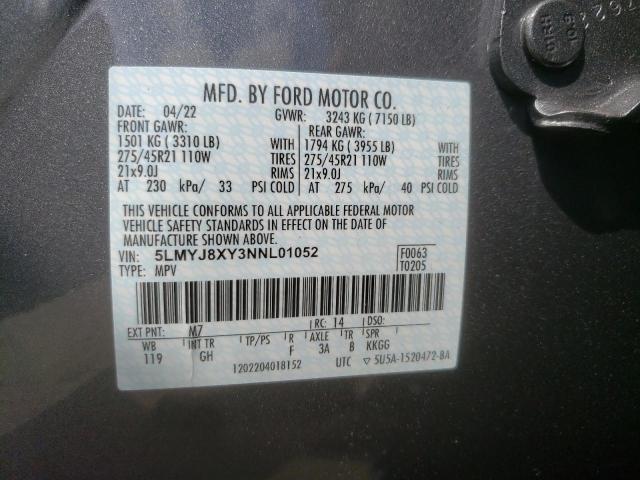 MFD. BY FORD MOTOR CO.
DATE: 04/22 GVWR: 3243 KG ( 7150 LB)
FRONT GAWR: REAR GAWR:
1501 KG ( 3310 LB) WITH 1794 KG ( 3955 LB) WITH
275/45R21 110W TIRES 275/45R21 110W TIRES
21x9.0J RIMS 21x9.0J RIMS
AT 230 kPa/ 33 PSI COLD AT 275 kPa/ 40 PSI COLD
THIS VEHICLE CONFORMS TO ALL APPLICABLE FEDERAL MOTOR
VEHICLE SAFETY STANDARDS IN EFFECT ON THE DATE OF
MANUFACTURE SHOWN ABOVE.
VIN: 5LMYJ8XY3NNL01052 F0063
TYPE: MPV T0205
EXT PNT: M7 RC: 14 DSO:
WB INT TR TP/PS R AXLE TR SPR
119 GH F 3A B KKGG
1202204018152 UTC ▽ 5U5A-1520472-BA